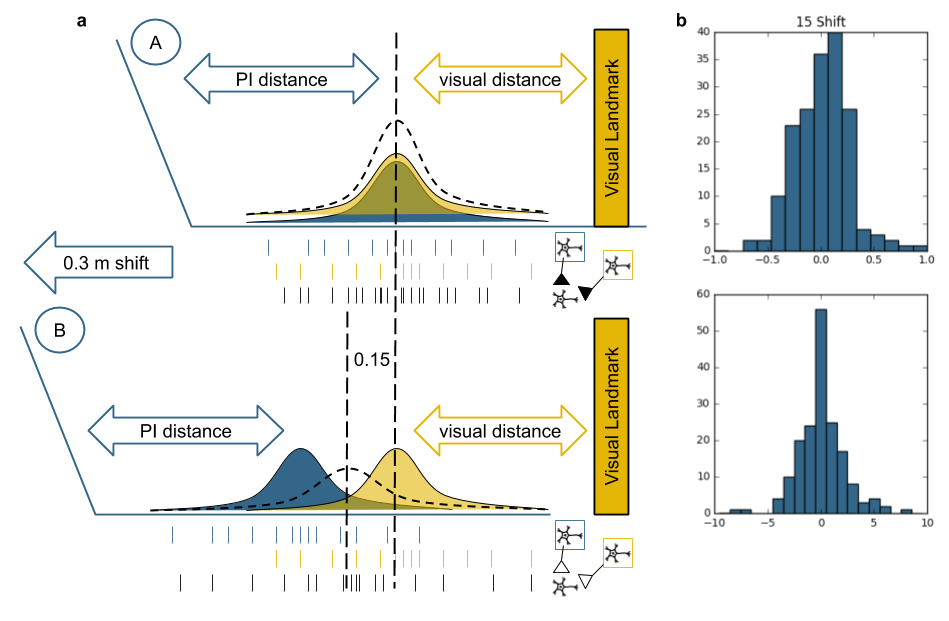 a
A
PI distance
visual distance
Visual Landmark
0.3 m shift
B
0.15
PI distance
visual distance
Visual Landmark
b
15 Shift
40
35
30
25
20
15
10
5
0
−1.0 −0.5 0.0 0.5 1.0
60
50
40
30
20
10
0
−10 −5 0 5 10